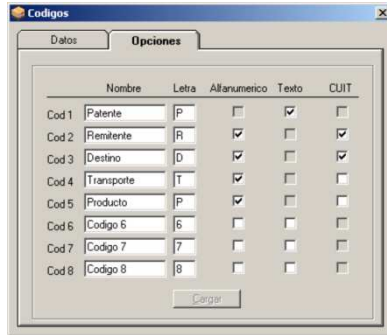 Codigos
Datos Opciones
Nombre Letra Alfanumerico Texto CUIT
Cod 1 Patente P
Cod 2 Remitente R
Cod 3 Destino D
Cod 4 Transporte T
Cod 5 Producto P
Cod 6 Codigo 6 6
Cod 7 Codigo 7 7
Cod 8 Codigo 8 8
Cargar